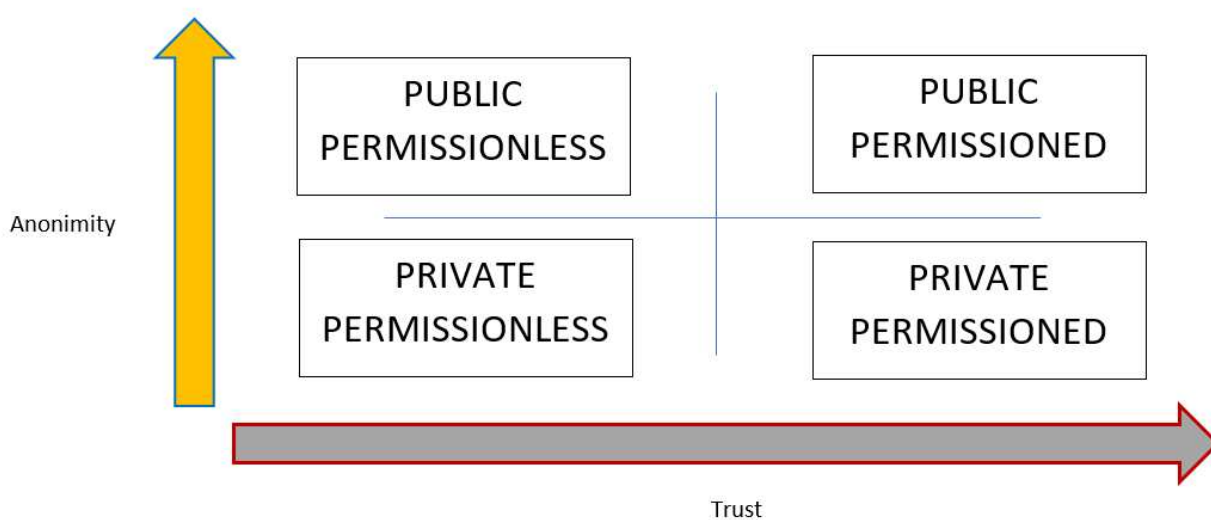 PUBLIC
PERMISSIONLESS
PUBLIC
PERMISSIONED
Anonimity
PRIVATE
PERMISSIONLESS
PRIVATE
PERMISSIONED
Trust